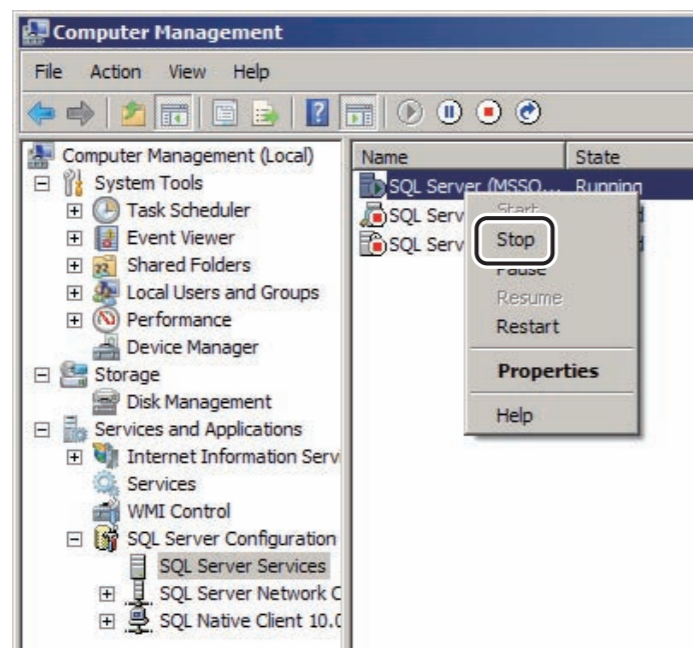 Computer Management
File Action View Help
Computer Management (Local)
System Tools
Task Scheduler
Event Viewer
Shared Folders
Local Users and Groups
Performance
Device Manager
Storage
Disk Management
Services and Applications
Internet Information Serv
Services
WMI Control
SQL Server Configuration
SQL Server Services
SQL Server Network C
SQL Native Client 10.0
Name State
SQL Server (MSSQ... Running
SQL Serv
SQL Serv
Start
Stop
Pause
Resume
Restart
Properties
Help